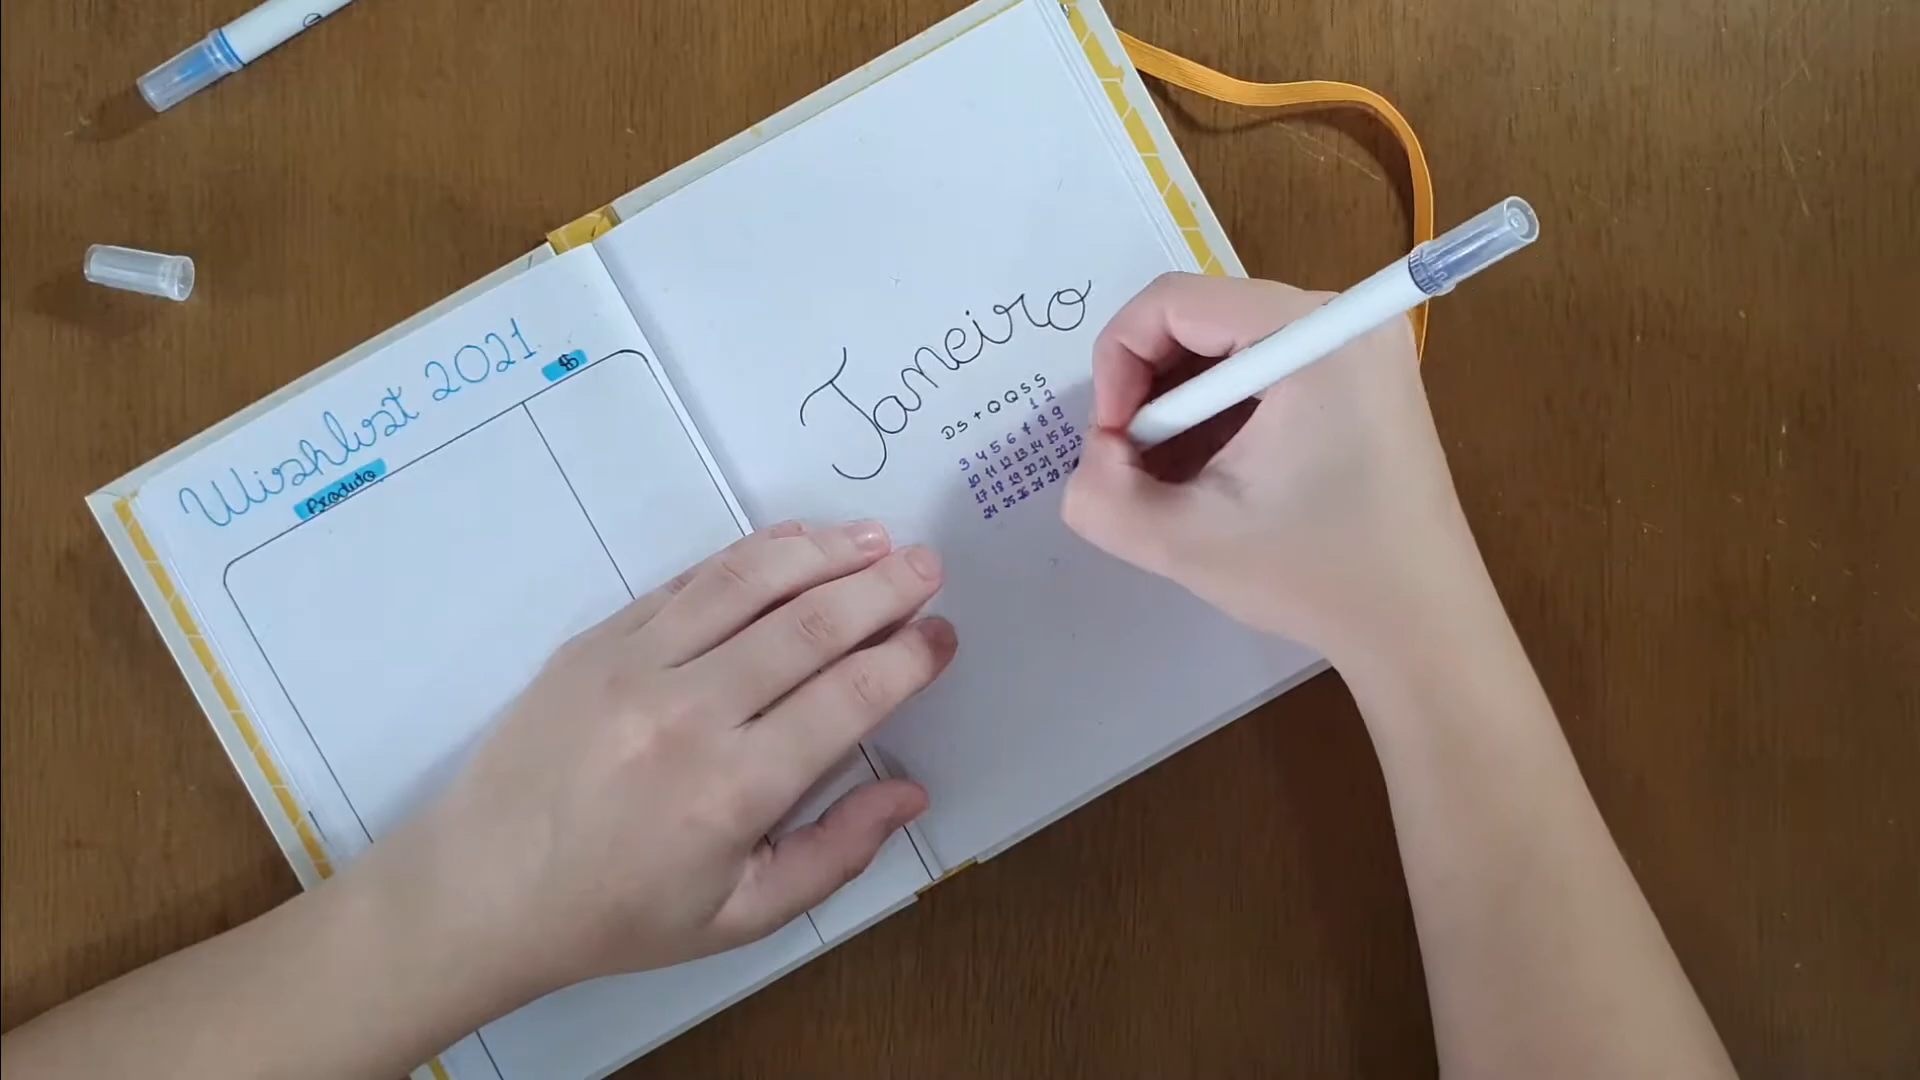 Wishlist 2021
Produto $
Janeiro
D S T Q Q S S
1 2
3 4 5 6 7 8 9
10 11 12 13 14 15 16
17 18 19 20 21 22 23
24 25 26 27 28